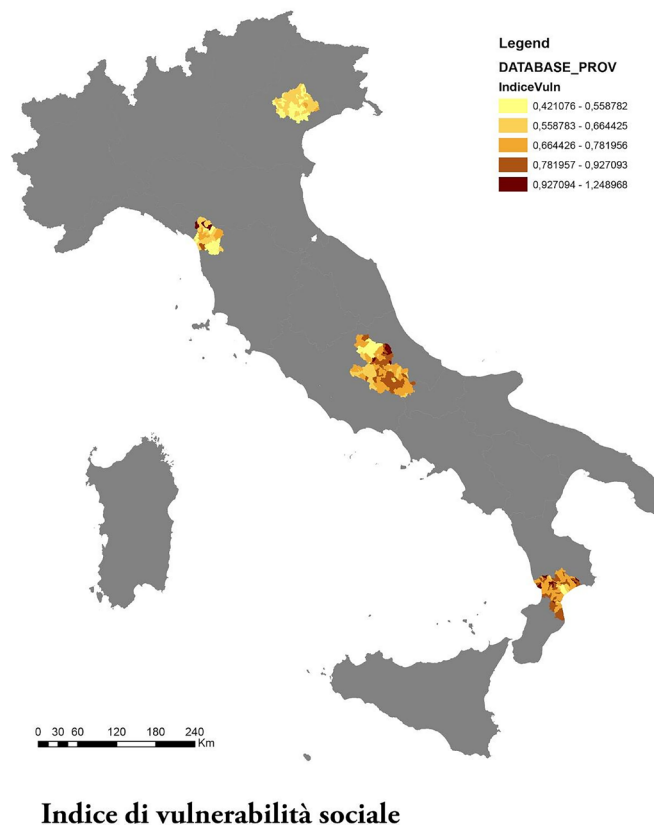 Legend
DATABASE_PROV
IndiceVuln
0,421076 - 0,558782
0,558783 - 0,664425
0,664426 - 0,781956
0,781957 - 0,927093
0,927094 - 1,248968
0 30 60 120 180 240
Km
Indice di vulnerabilità sociale